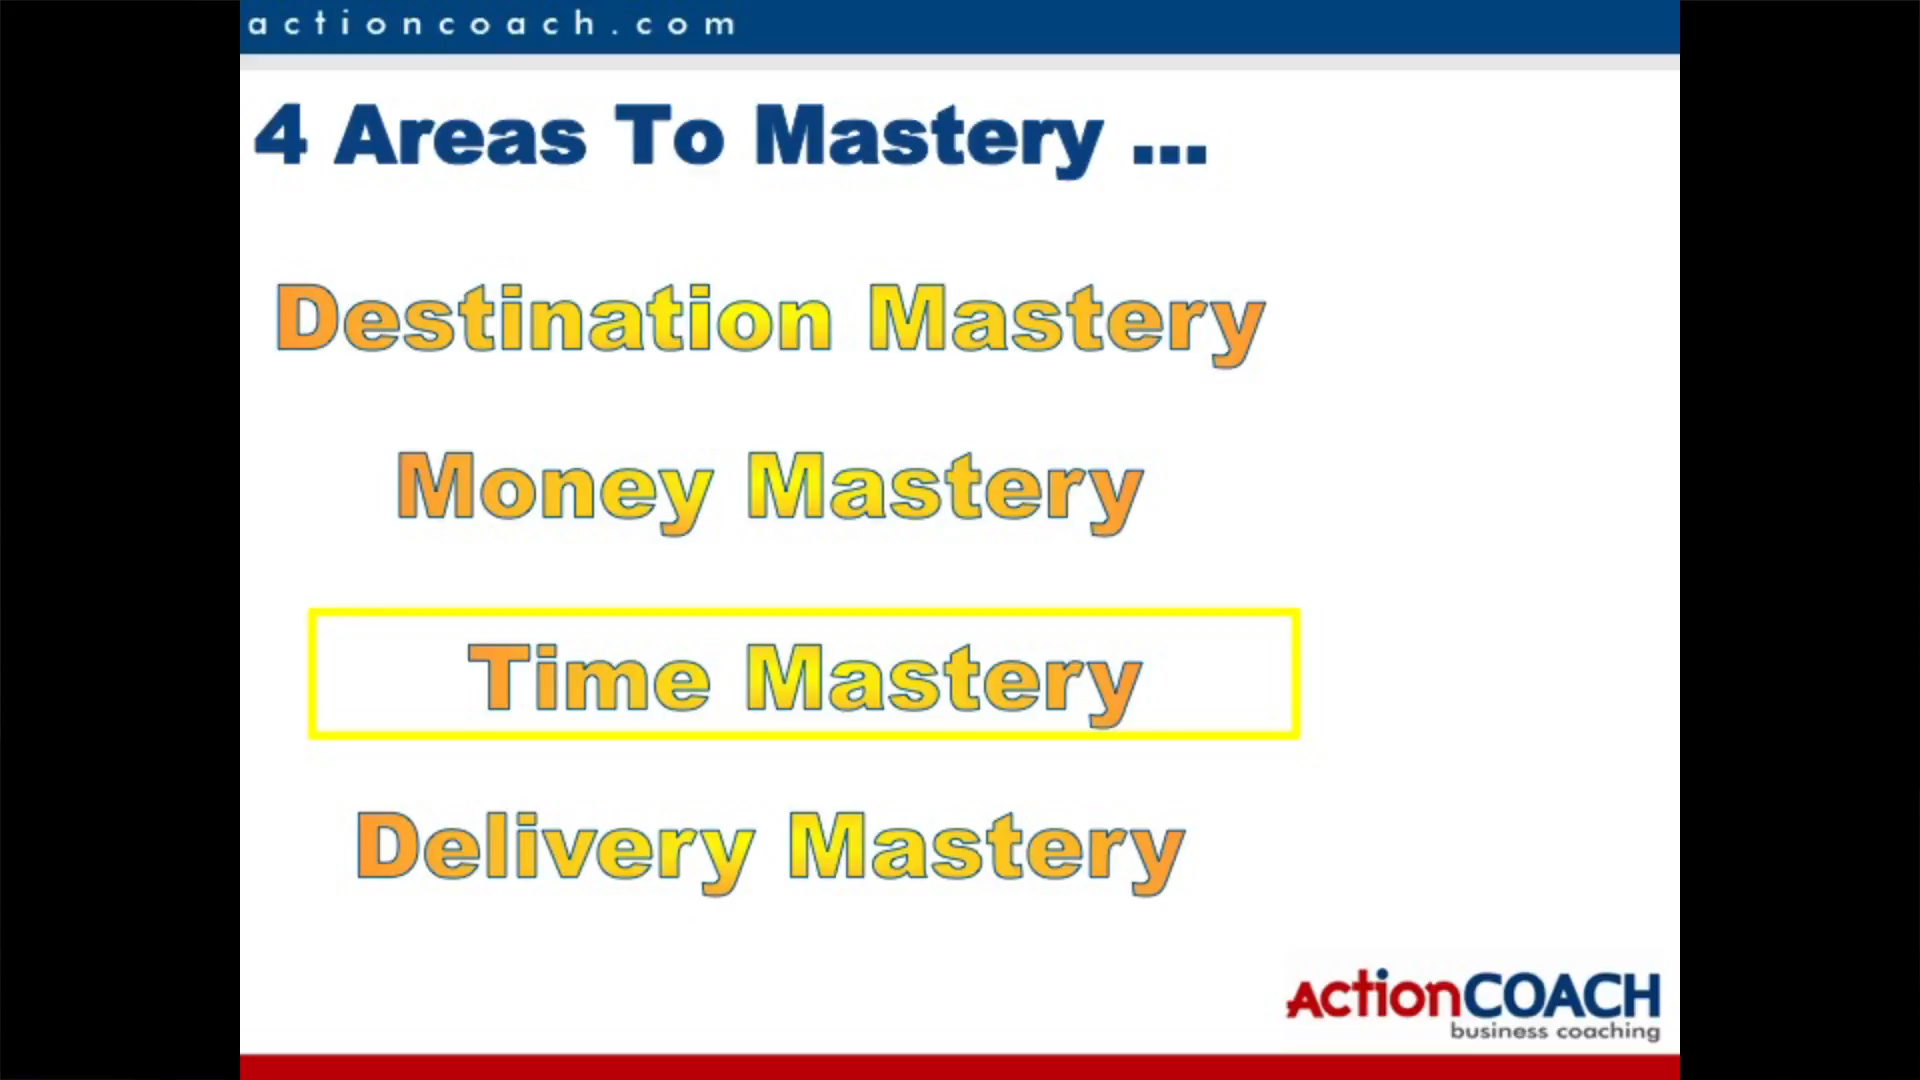 actioncoach.com
4 Areas To Mastery ...
Destination Mastery
Money Mastery
Time Mastery
Delivery Mastery
ActionCOACH
business coaching